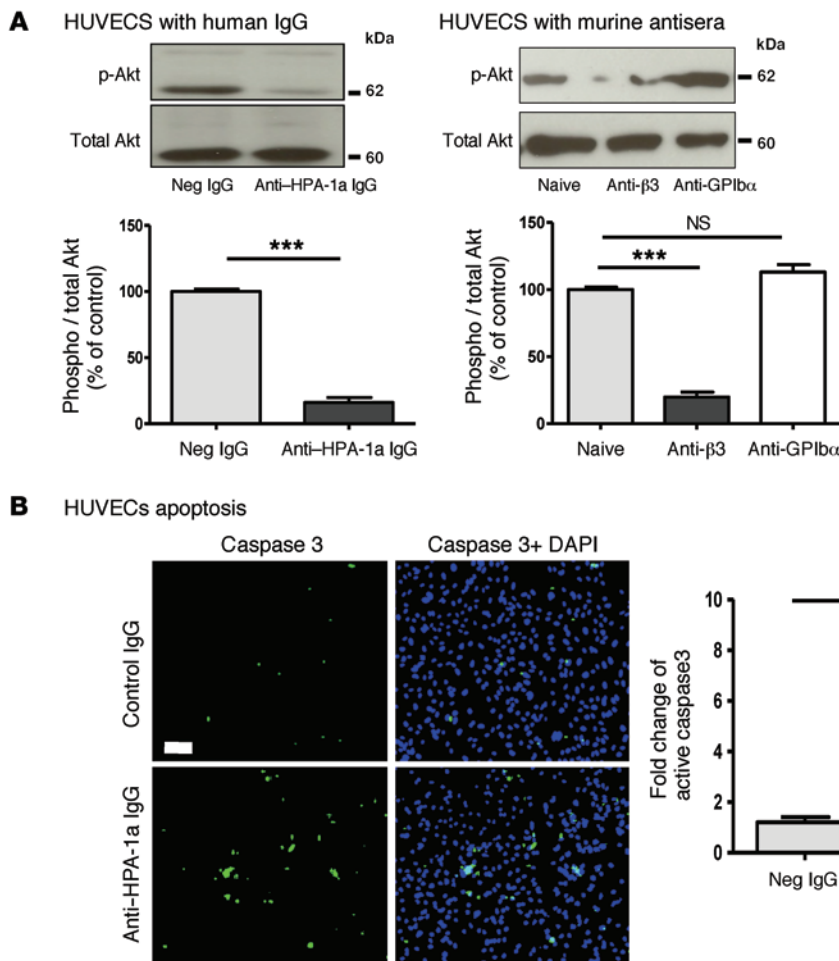 A
HUVECS with human IgG
kDa
p-Akt
62
Total Akt
60
Neg IgG Anti–HPA-1a IgG
Phospho / total Akt
(% of control)
150
100
50
0
***
Neg IgG Anti–HPA-1a IgG
HUVECS with murine antisera
kDa
p-Akt
62
Total Akt
60
Naive Anti-β3 Anti-GPIbα
Phospho / total Akt
(% of control)
150
100
50
0
NS
***
Naive Anti-β3 Anti-GPIbα
B
HUVECs apoptosis
Caspase 3 Caspase 3+ DAPI
Control IgG
Anti–HPA-1a IgG
Fold change of
active caspase3
10
8
6
4
2
0
Neg IgG